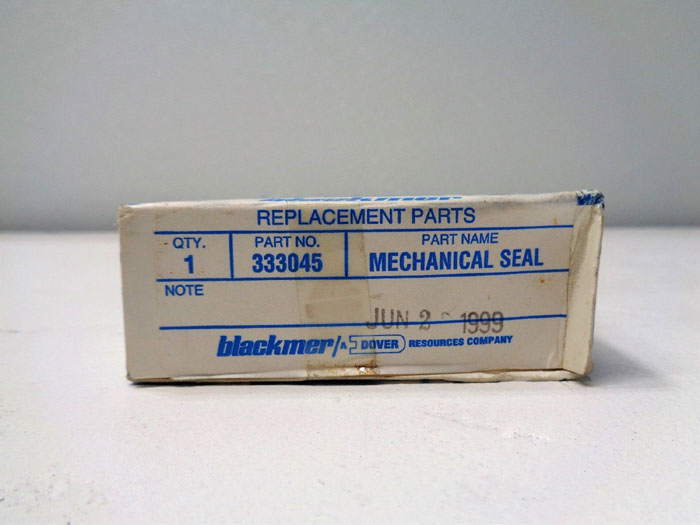 blackmer
REPLACEMENT PARTS
QTY. PART NO. PART NAME
1 333045 MECHANICAL SEAL
NOTE
JUN 2 1999
blackmer/A DOVER RESOURCES COMPANY